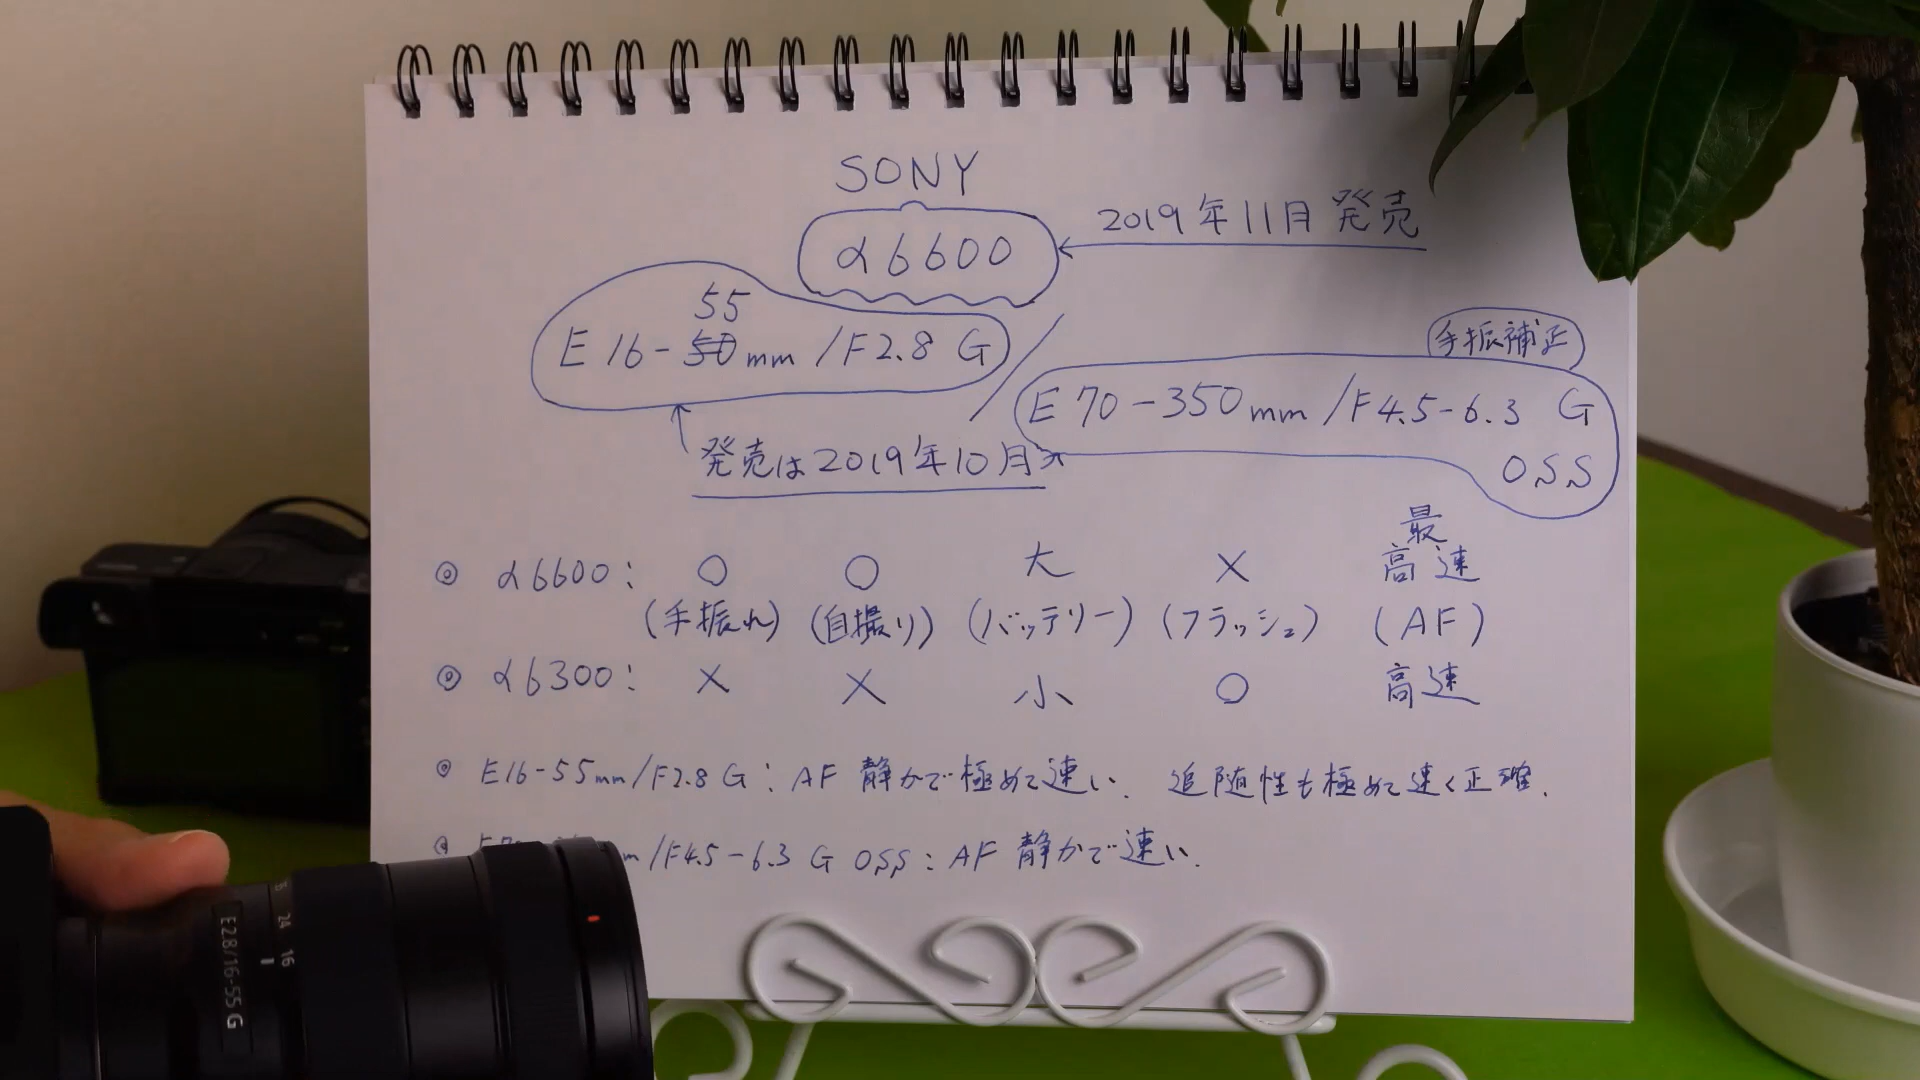 SONY
α6600
2019年11月発売
55
E 16-50mm /F2.8 G
手振補正
E 70-350mm /F4.5-6.3 G
OSS
発売は2019年10月
最
◎ α6600: ○ ○ 大 × 高速
(手振れ) (自撮り) (バッテリー) (フラッシュ) (AF)
◎ α6300: × × 小 ○ 高速
◎ E16-55mm/F2.8 G: AF 静かで極めて速い. 追随性も極めて速く正確.
m/F4.5-6.3 G OSS: AF 静かで速い.
24
16
E2.8/16-55 G